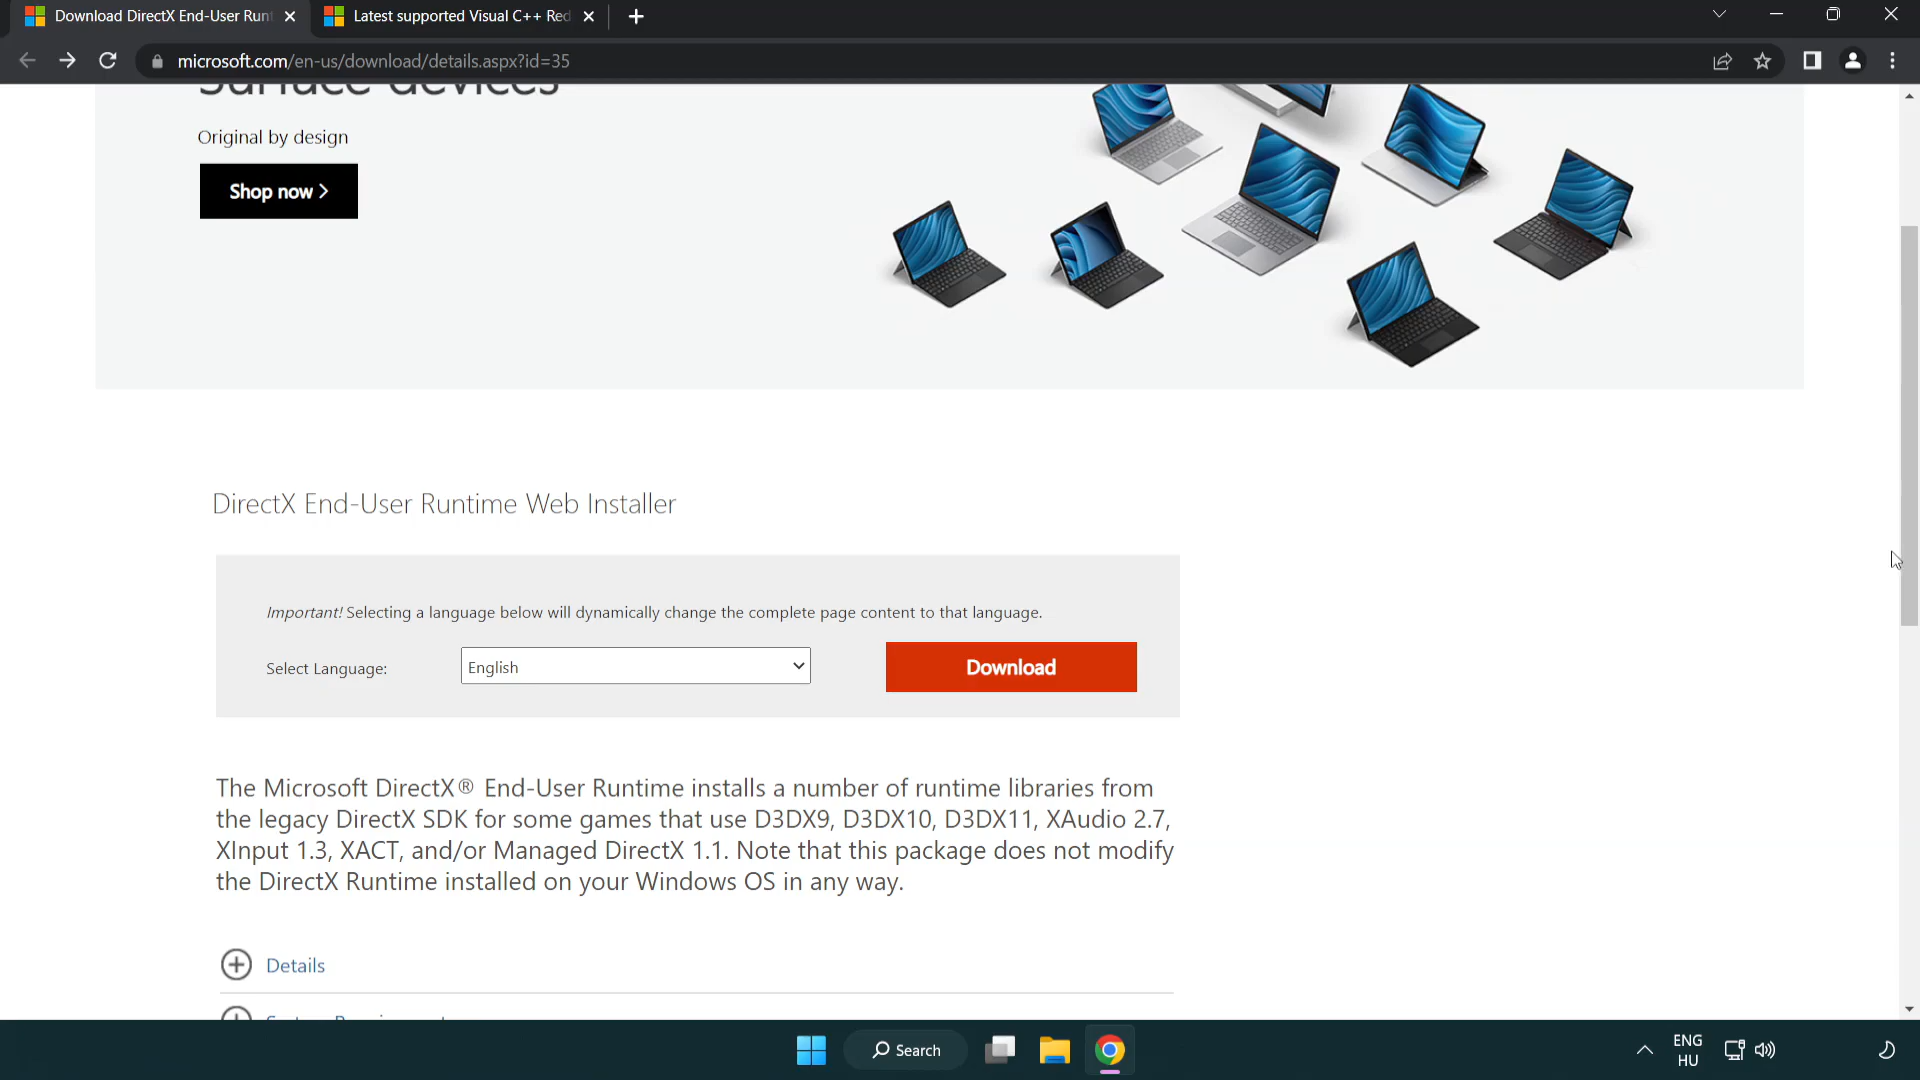 Download DirectX End-User Runt
Latest supported Visual C++ Red
microsoft.com/en-us/download/details.aspx?id=35
Surface devices
Original by design
Shop now
DirectX End-User Runtime Web Installer
Important! Selecting a language below will dynamically change the complete page content to that language.
Select Language:
English
Download
The Microsoft DirectX® End-User Runtime installs a number of runtime libraries from
the legacy DirectX SDK for some games that use D3DX9, D3DX10, D3DX11, XAudio 2.7,
XInput 1.3, XACT, and/or Managed DirectX 1.1. Note that this package does not modify
the DirectX Runtime installed on your Windows OS in any way.
Details
Search
ENG
HU